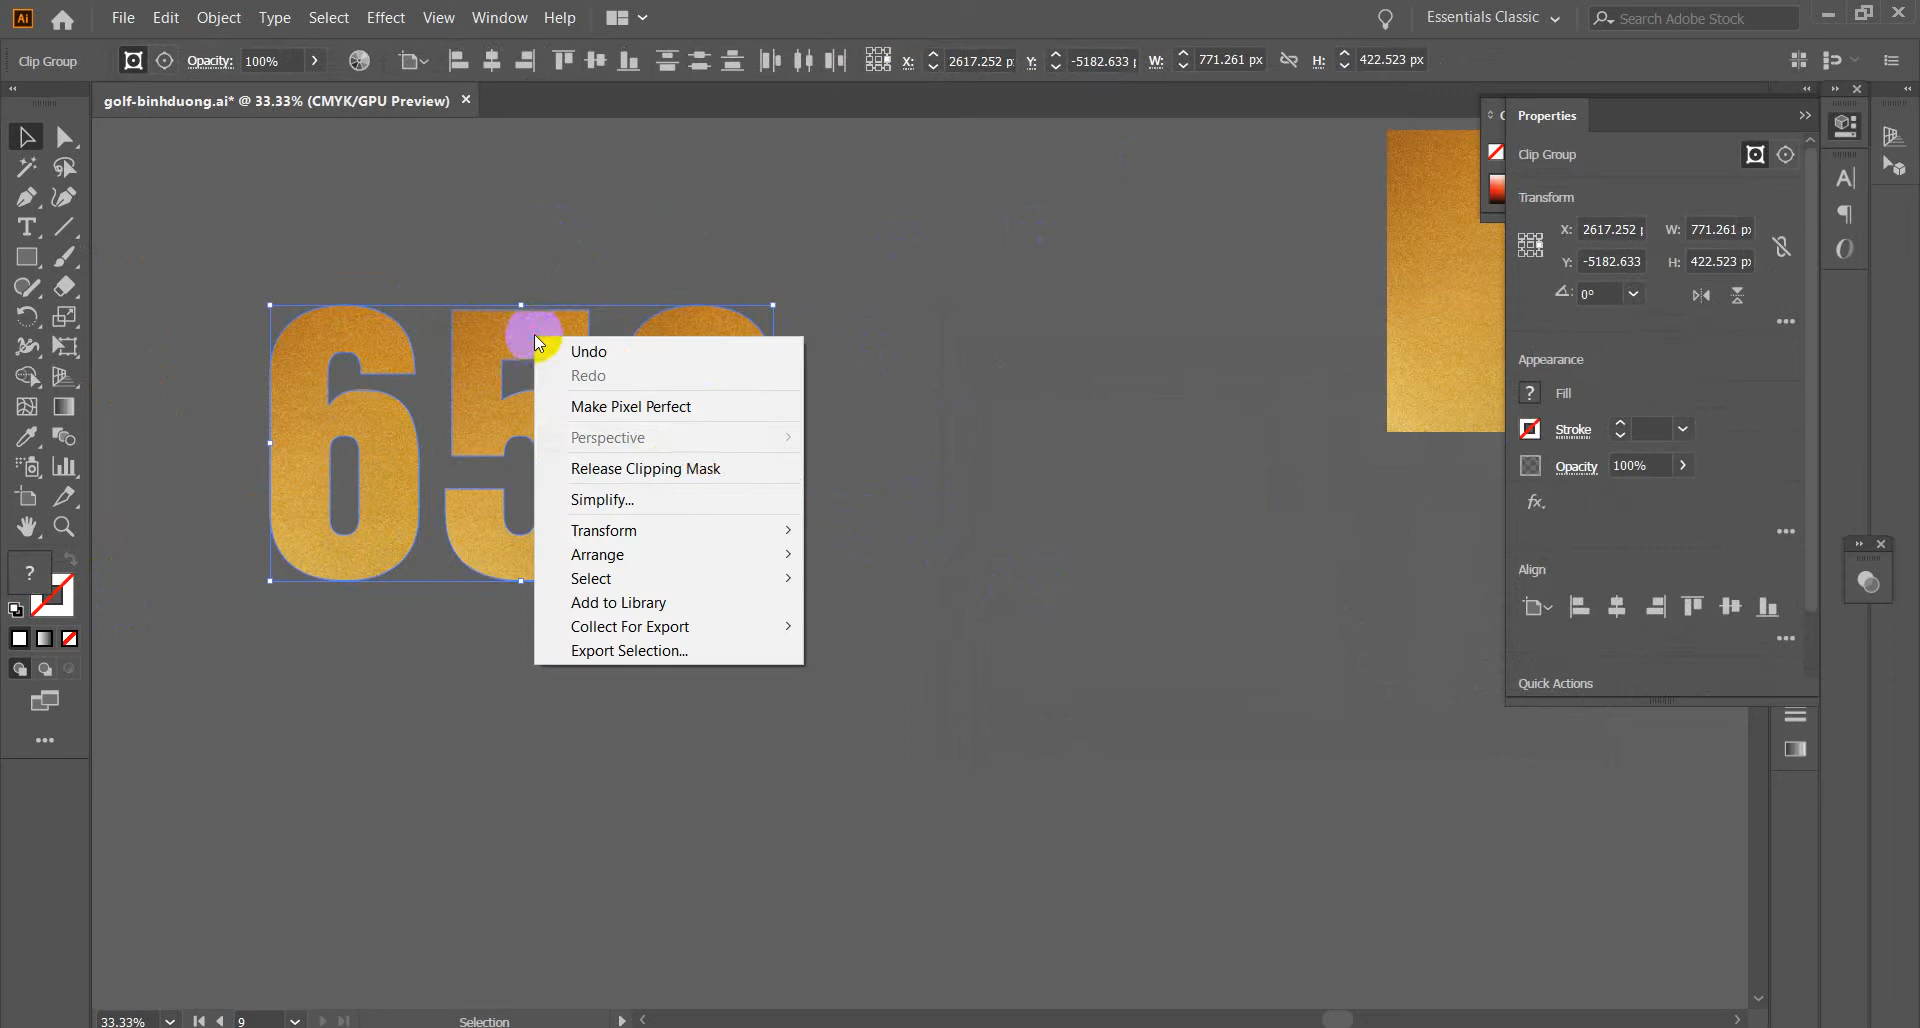 Ai File Edit Object Type Select Effect View Window Help Essentials Classic Search Adobe Stock
Clip Group Opacity: 100% X: 2617.252 p Y: -5182.633 p W: 771.261 px H: 422.523 px
golf-binhduong.ai* @ 33.33% (CMYK/GPU Preview)
Properties
Clip Group
Transform
X: 2617.252 p W: 771.261 px
Y: -5182.633 H: 422.523 px
0°
Appearance
? Fill
Stroke
Opacity 100%
fx
Align
Quick Actions
65
Undo
Redo
Make Pixel Perfect
Perspective
Release Clipping Mask
Simplify...
Transform
Arrange
Select
Add to Library
Collect For Export
Export Selection...
?
33.33% 9 Selection